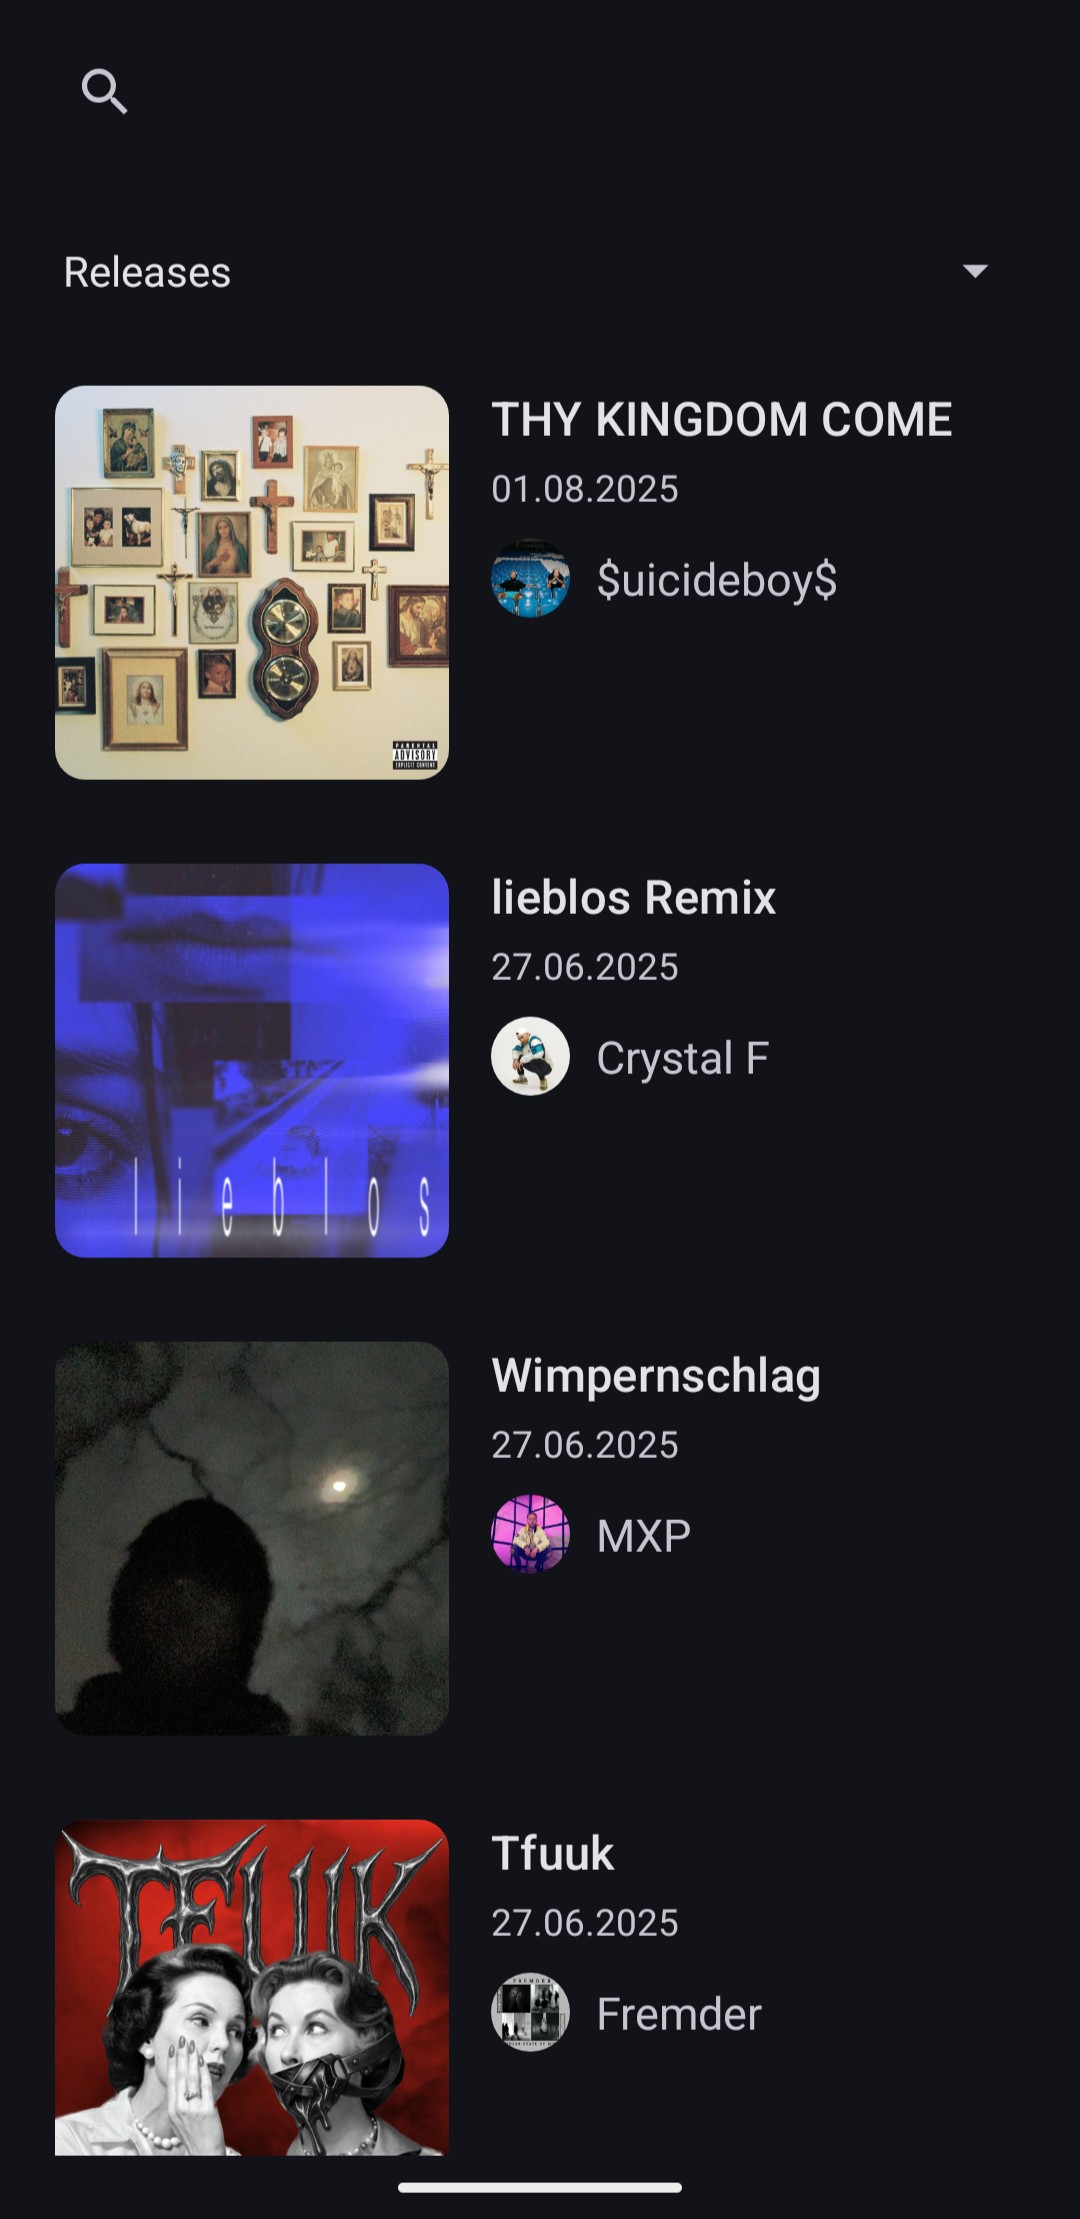 Releases
THY KINGDOM COME
01.08.2025
$uicideboy$
PARENTAL
ADVISORY
EXPLICIT CONTENT
lieblos Remix
27.06.2025
Crystal F
lieblos
Wimpernschlag
27.06.2025
MXP
TFUUK
Tfuuk
27.06.2025
FREMDER
Fremder